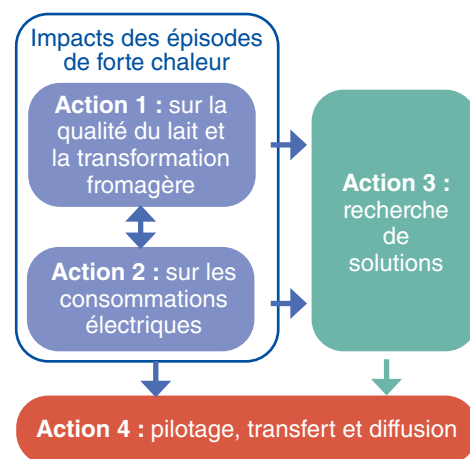 Impacts des épisodes
de forte chaleur
Action 1 : sur la
qualité du lait et
la transformation
fromagère
Action 2 : sur les
consommations
électriques
Action 3 :
recherche
de
solutions
Action 4 : pilotage, transfert et diffusion